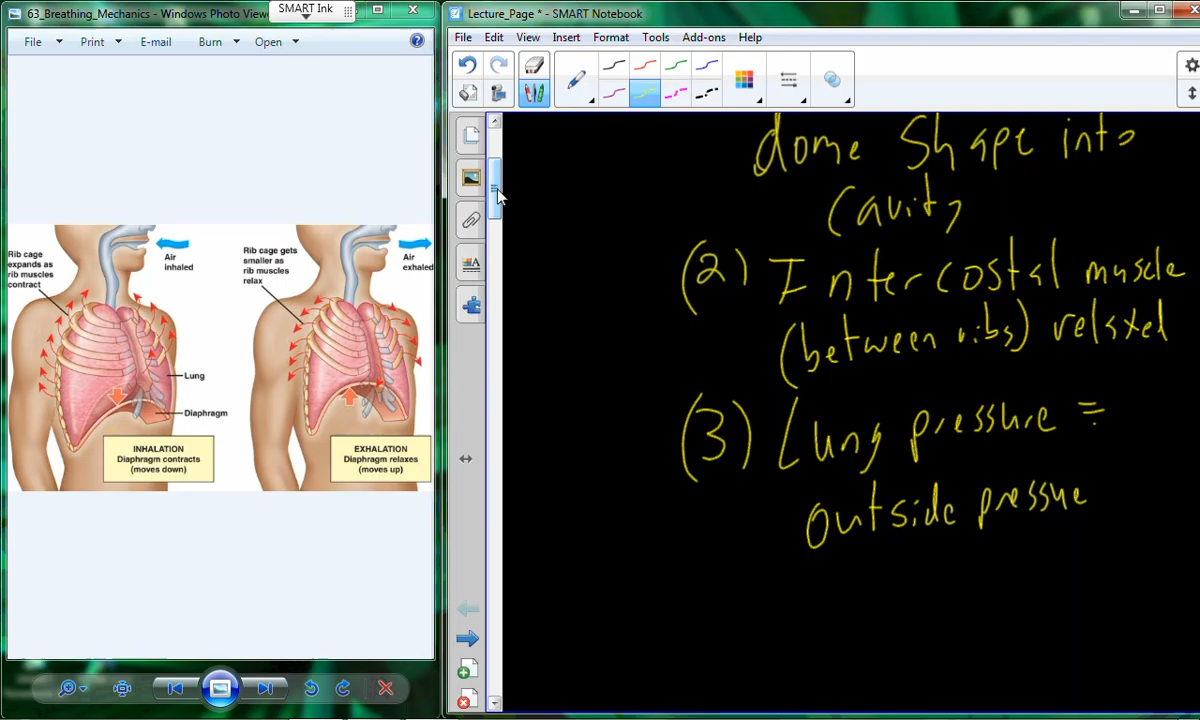 63_Breathing_Mechanics - Windows Photo Viewe
SMART Ink
File Print E-mail Burn Open
Rib cage
expands as
rib muscles
contract
Air
inhaled
Lung
Diaphragm
INHALATION
Diaphragm contracts
(moves down)
Rib cage gets
smaller as
rib muscles
relax
Air
exhaled
EXHALATION
Diaphragm relaxes
(moves up)
Lecture_Page * - SMART Notebook
File Edit View Insert Format Tools Add-ons Help
dome shape into
cavity
(2) Intercostal muscle
(between ribs) relaxed
(3) Lung pressure =
outside pressure